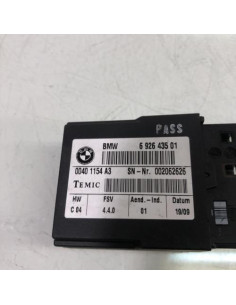 PASS
BMW 6 926 435 01
0040 1154 A3 SN-Nr. 002062626
TEMIC
HW FSV Aend.-Ind. Datum
C 04 4.4.0 01 19/09